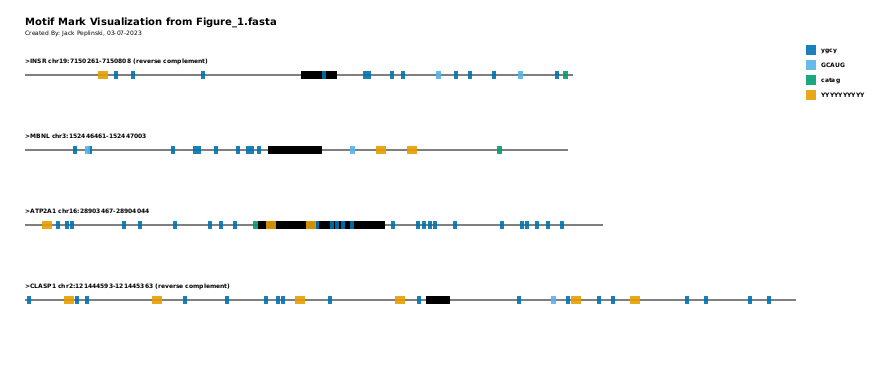 Motif Mark Visualization from Figure_1.fasta
Created By: Jack Peplinski, 03-07-2023
ygcy
GCAUG
catag
YYYYYYYYYY
>INSR chr19:7150261-7150808 (reverse complement)
>MBNL chr3:152446461-152447003
>ATP2A1 chr16:28903467-28904044
>CLASP1 chr2:121444593-121445363 (reverse complement)